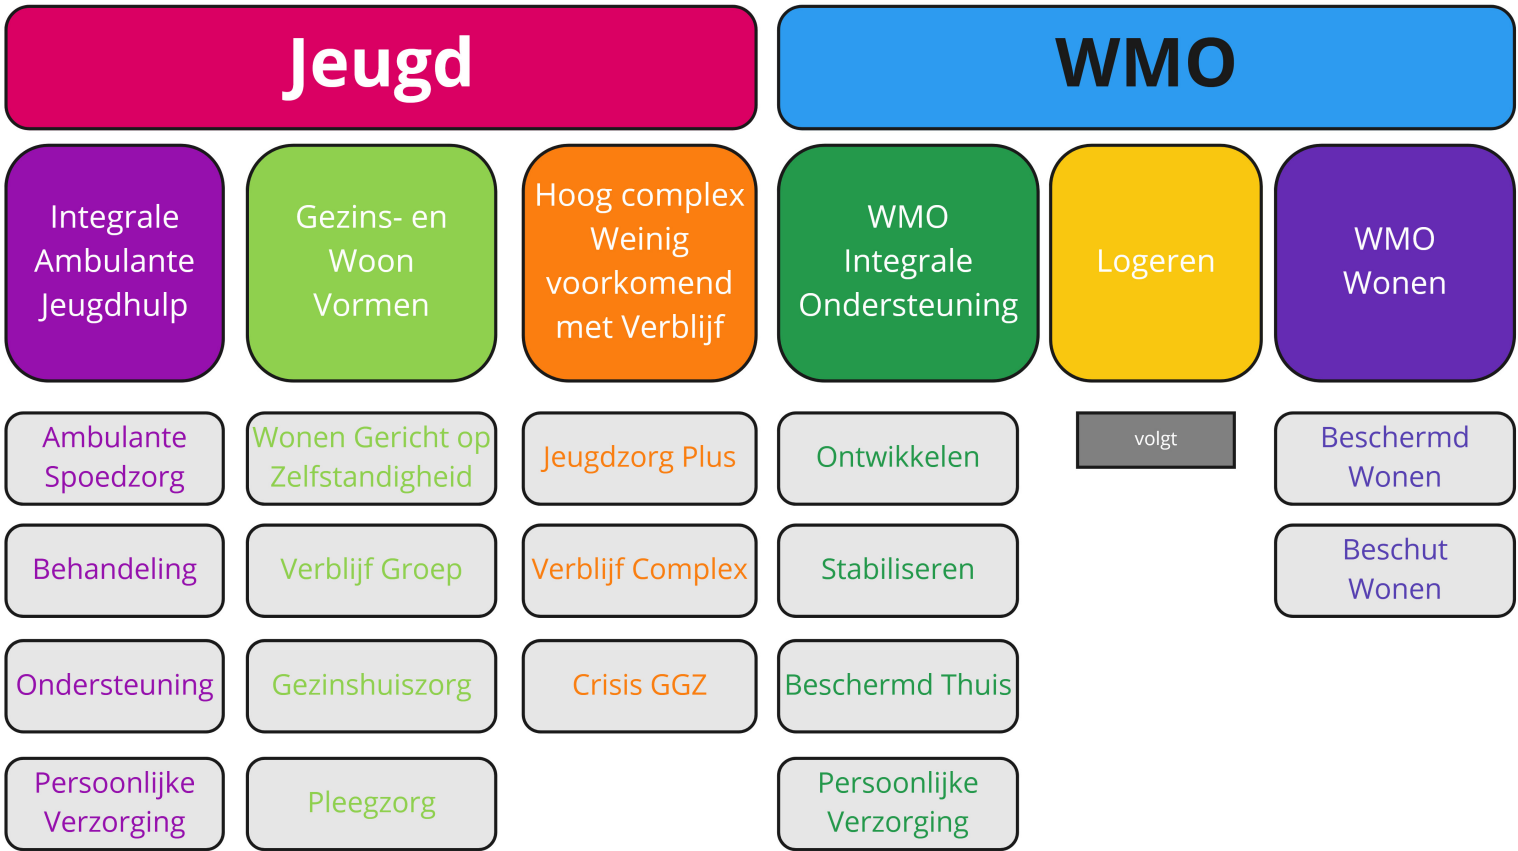 Jeugd
WMO
Integrale
Ambulante
Jeugdhulp
Gezins- en
Woon
Vormen
Hoog complex
Weinig
voorkomend
met Verblijf
WMO
Integrale
Ondersteuning
Logeren
WMO
Wonen
Ambulante
Spoedzorg
Wonen Gericht op
Zelfstandigheid
Jeugdzorg Plus
Ontwikkelen
volgt
Beschermd
Wonen
Behandeling
Verblijf Groep
Verblijf Complex
Stabiliseren
Beschut
Wonen
Ondersteuning
Gezinshuiszorg
Crisis GGZ
Beschermd Thuis
Persoonlijke
Verzorging
Pleegzorg
Persoonlijke
Verzorging